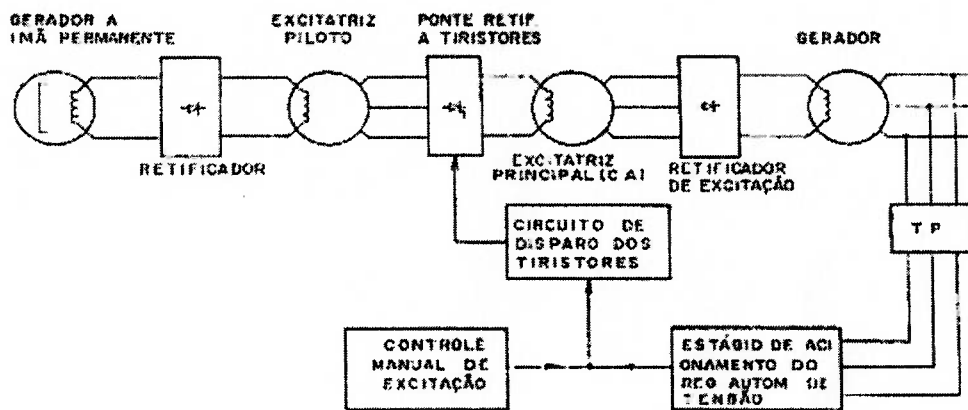 GERADOR A
IMÃ PERMANENTE
RETIFICADOR
EXCITATRIZ
PILOTO
PONTE RETIF.
A TIRISTORES
EXCITATRIZ
PRINCIPAL (C A)
RETIFICADOR
DE EXCITAÇÃO
GERADOR
T P
CIRCUITO DE
DISPARO DOS
TIRISTORES
CONTROLE
MANUAL DE
EXCITAÇÃO
ESTÁGIO DE ACI
ONAMENTO DO
REG AUTOM DE
TENSÃO